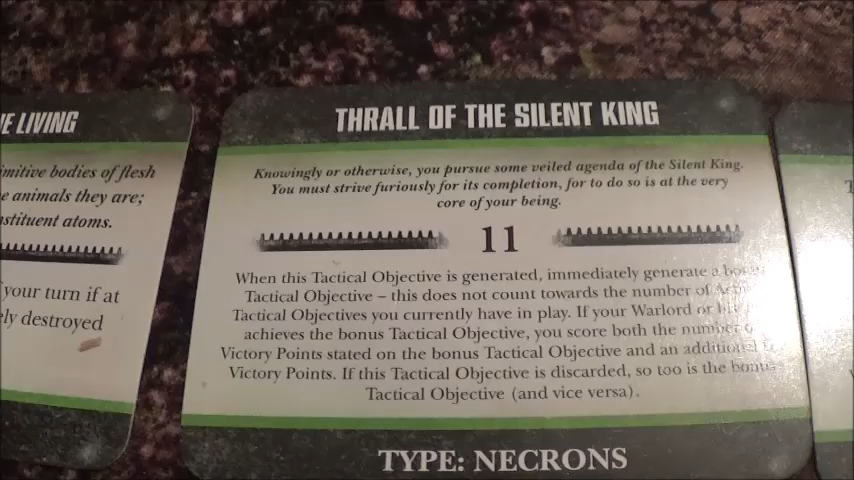 E LIVING
imitive bodies of flesh
e animals they are;
nstituent atoms.
your turn if at
ely destroyed
THRALL OF THE SILENT KING
Knowingly or otherwise, you pursue some veiled agenda of the Silent King.
You must strive furiously for its completion, for to do so is at the very
core of your being.
11
When this Tactical Objective is generated, immediately generate a bonus
Tactical Objective – this does not count towards the number of Active
Tactical Objectives you currently have in play. If your Warlord or
achieves the bonus Tactical Objective, you score both the number of
Victory Points stated on the bonus Tactical Objective and an additional
Victory Points. If this Tactical Objective is discarded, so too is the bonus
Tactical Objective (and vice versa).
TYPE: NECRONS